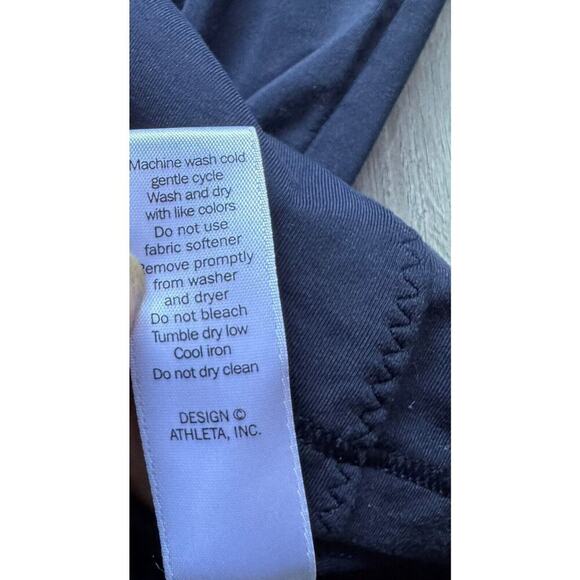 Machine wash cold
gentle cycle
Wash and dry
with like colors
Do not use
fabric softener
Remove promptly
from washer
and dryer
Do not bleach
Tumble dry low
Cool iron
Do not dry clean
DESIGN ©
ATHLETA, INC.